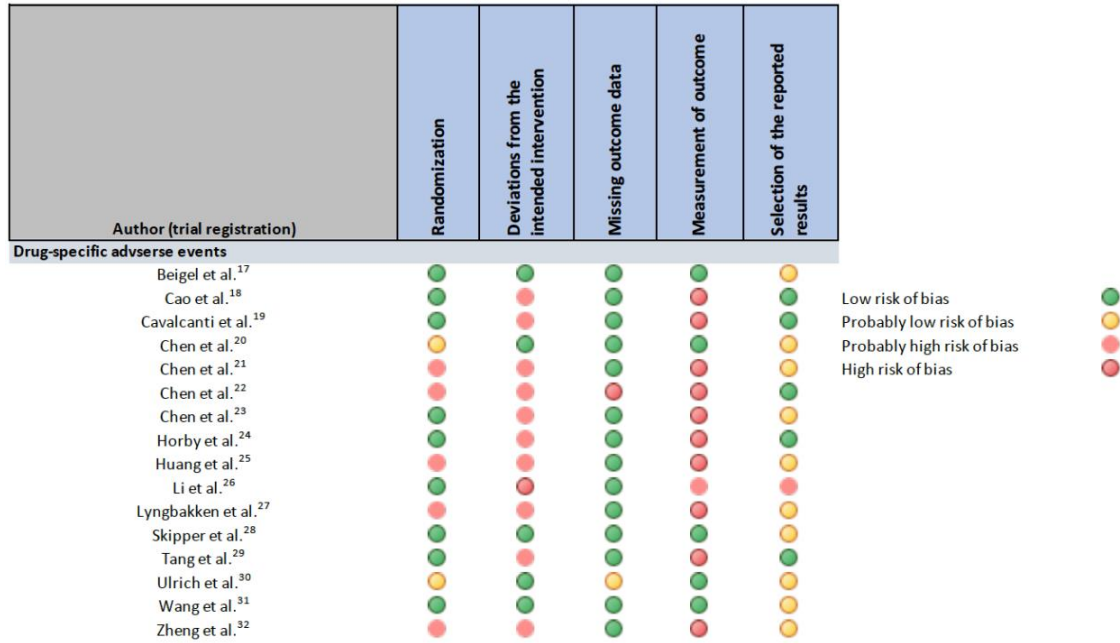 Author (trial registration)
Randomization
Deviations from the
intended intervention
Missing outcome data
Measurement of outcome
Selection of the reported
results
Drug-specific advserse events
Beigel et al.17
Cao et al.18
Cavalcanti et al.19
Chen et al.20
Chen et al.21
Chen et al.22
Chen et al.23
Horby et al.24
Huang et al.25
Li et al.26
Lyngbakken et al.27
Skipper et al.28
Tang et al.29
Ulrich et al.30
Wang et al.31
Zheng et al.32
Low risk of bias
Probably low risk of bias
Probably high risk of bias
High risk of bias